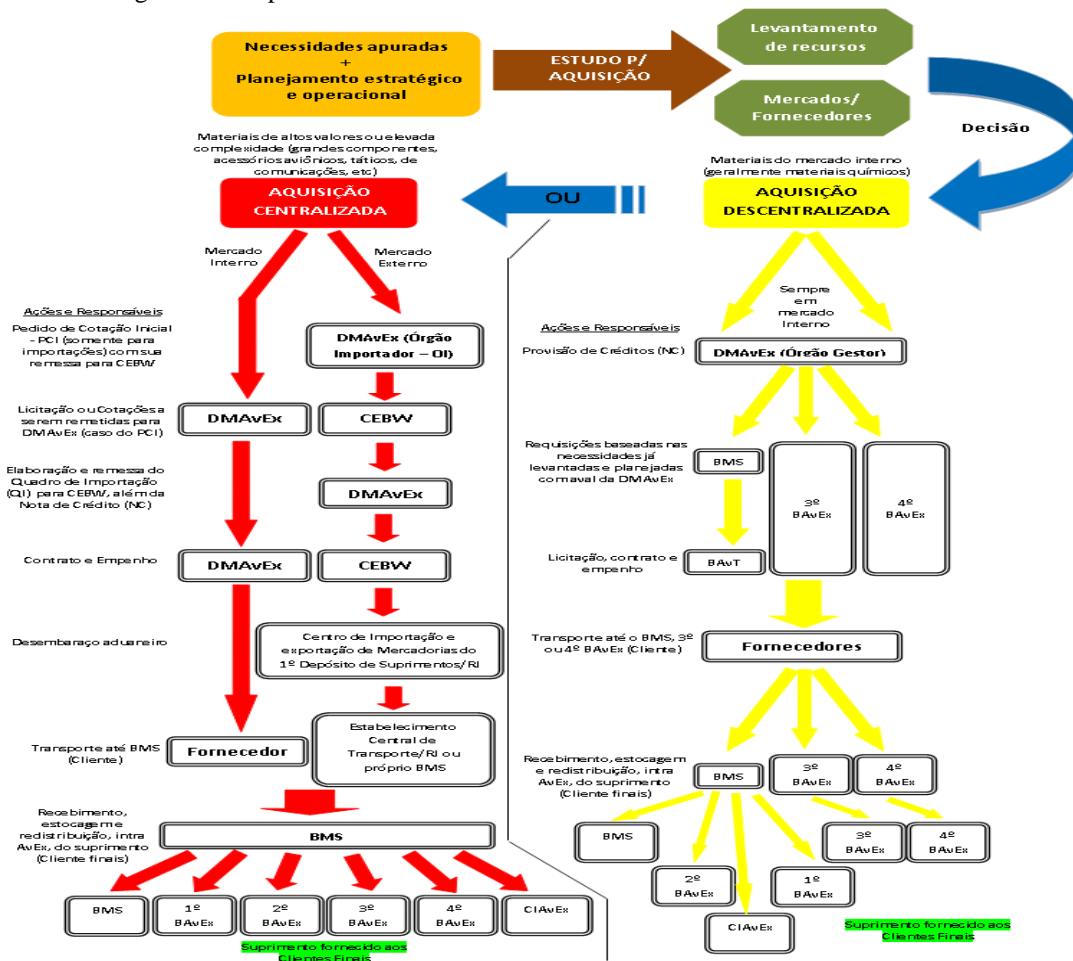 Necessidades apuradas
+
Planejamento estratégico
e operacional
ESTUDO P/
AQUISIÇÃO
Levantamento
de recursos
Mercados/
Fornecedores
Decisão
Materiais de altos valores ou elevada
complexidade (grandes componentes,
acessórios aviônicos, táticos, de
comunicações, etc)
AQUISIÇÃO
CENTRALIZADA
OU
Materiais do mercado interno
(geralmente materiais químicos)
AQUISIÇÃO
DESCENTRALIZADA
Mercado
Interno
Mercado
Externo
Ações e Responsáveis
Pedido de Cotação Inicial
- PCI (somente para
importações) com sua
remessa para CEBW
DMAvEx (Órgão
Importador – OI)
Licitação ou Cotações a
serem remetidas para
DMAvEx (caso do PCI)
DMAvEx
CEBW
Elaboração e remessa do
Quadro de Importação
(QI) para CEBW, além da
Nota de Crédito (NC)
DMAvEx
Contrato e Empenho
DMAvEx
CEBW
Desembaraço aduaneiro
Centro de Importação e
exportação de Mercadorias do
1º Depósito de Suprimentos/RJ
Transporte até BMS
(Cliente)
Fornecedor
Estabelecimento
Central de
Transporte/RJ ou
próprio BMS
Recebimento,
estocagem e
redistribuição, intra
AvEx, do suprimento
(Cliente finais)
BMS
BMS
1º
BAvEx
2º
BAvEx
3º
BAvEx
4º
BAvEx
CIAvEx
Suprimento fornecido aos
Clientes Finais
Sempre
em
mercado
Interno
Ações e Responsáveis
Provisão de Créditos (NC)
DMAvEx (Órgão Gestor)
Requisições baseadas nas
necessidades já
levantadas e planejadas
com aval da DMAvEx
BMS
3º
BAvEx
4º
BAvEx
Licitação, contrato e
empenho
BAvT
Transporte até o BMS, 3º
ou 4º BAvEx (Cliente)
Fornecedores
Recebimento, estocagem
e redistribuição, intra
AvEx, do suprimento
(Cliente finais)
BMS
3º
BAvEx
4º
BAvEx
BMS
2º
BAvEx
CIAvEx
1º
BAvEx
3º
BAvEx
4º
BAvEx
Suprimento fornecido aos
Clientes Finais